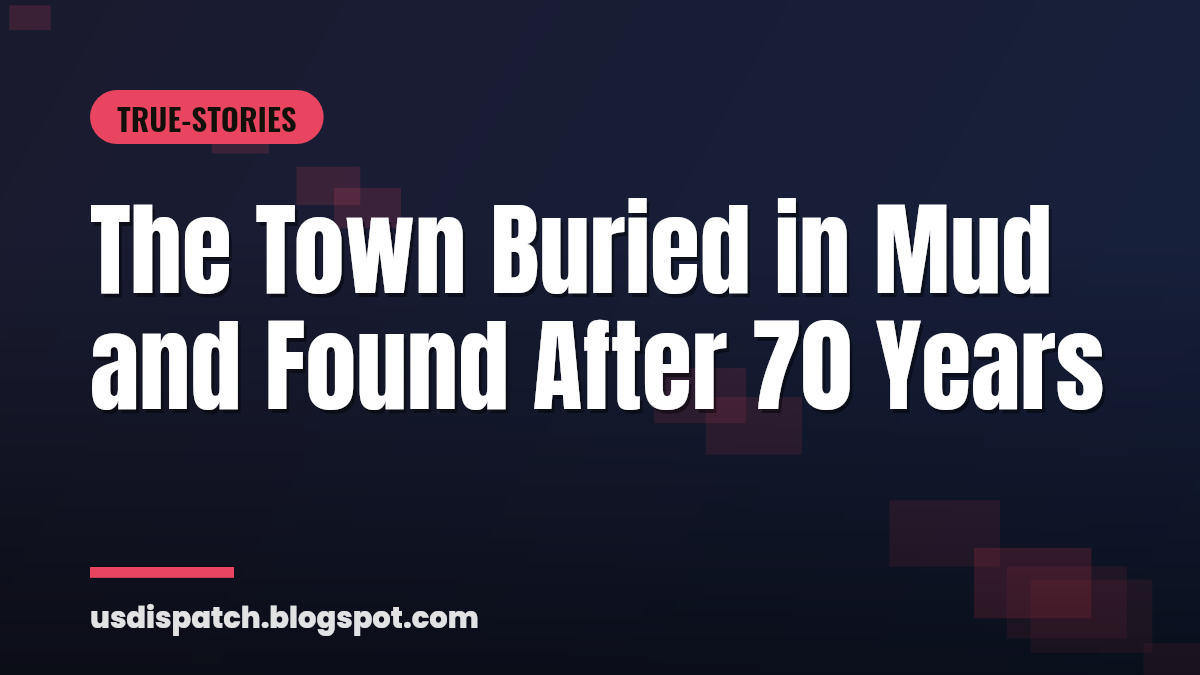 TRUE-STORIES
The Town Buried in Mud
and Found After 70 Years
usdispatch.blogspot.com